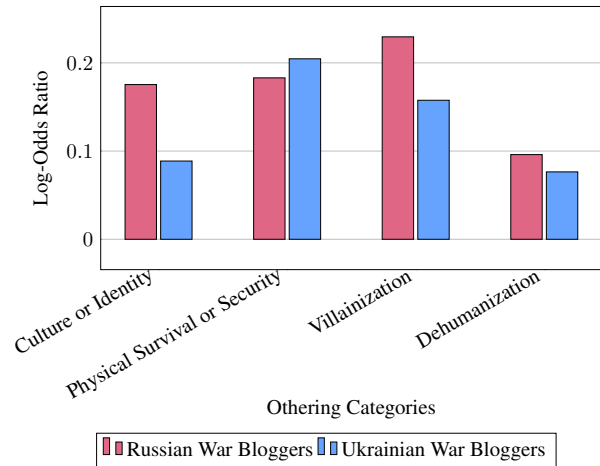 0.2
0.1
0
Log-Odds Ratio
Culture or Identity
Physical Survival or Security
Villainization
Dehumanization
Othering Categories
Russian War Bloggers Ukrainian War Bloggers